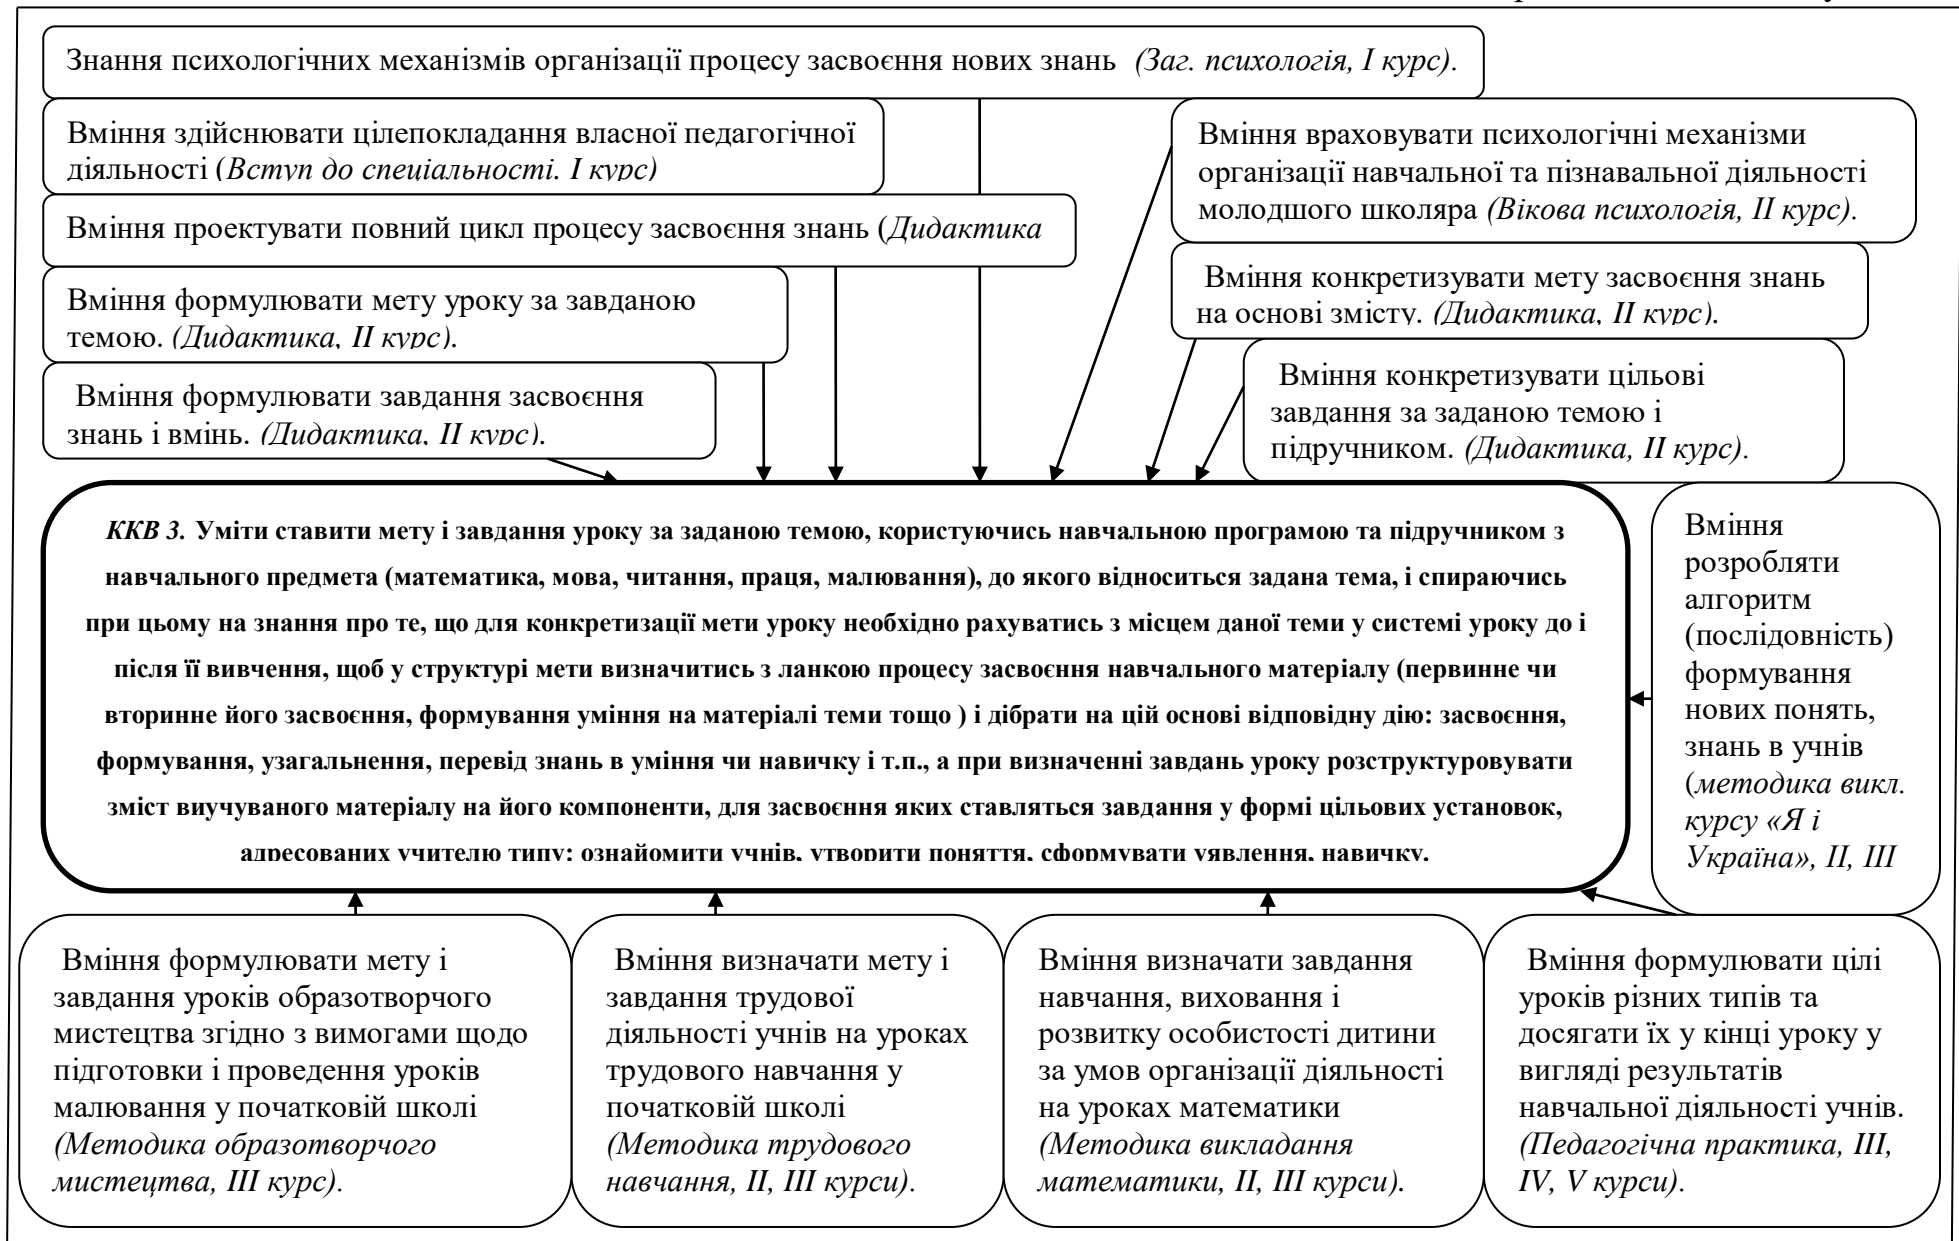 Знання психологічних механізмів організації процесу засвоєння нових знань (Заг. психологія, І курс).
Вміння здійснювати цілепокладання власної педагогічної
діяльності (Вступ до спеціальності. І курс)
Вміння проектувати повний цикл процесу засвоєння знань (Дидактика
Вміння формулювати мету уроку за завданою
темою. (Дидактика, ІІ курс).
Вміння формулювати завдання засвоєння
знань і вмінь. (Дидактика, ІІ курс).
Вміння враховувати психологічні механізми
організації навчальної та пізнавальної діяльності
молодшого школяра (Вікова психологія, ІІ курс).
Вміння конкретизувати мету засвоєння знань
на основі змісту. (Дидактика, ІІ курс).
Вміння конкретизувати цільові
завдання за заданою темою і
підручником. (Дидактика, ІІ курс).
ККВ 3. Уміти ставити мету і завдання уроку за заданою темою, користуючись навчальною програмою та підручником з
навчального предмета (математика, мова, читання, праця, малювання), до якого відноситься задана тема, і спираючись
при цьому на знання про те, що для конкретизації мети уроку необхідно рахуватись з місцем даної теми у системі уроку до і
після її вивчення, щоб у структурі мети визначитись з ланкою процесу засвоєння навчального матеріалу (первинне чи
вторинне його засвоєння, формування уміння на матеріалі теми тощо ) і дібрати на цій основі відповідну дію: засвоєння,
формування, узагальнення, перевід знань в уміння чи навичку і т.п., а при визначенні завдань уроку розструктуровувати
зміст виучуваного матеріалу на його компоненти, для засвоєння яких ставляться завдання у формі цільових установок,
адресованих учителю типу: ознайомити учнів, утворити поняття, сформувати уявлення, навичку.
Вміння
розробляти
алгоритм
(послідовність)
формування
нових понять,
знань в учнів
(методика викл.
курсу «Я і
Україна», ІІ, ІІІ
Вміння формулювати мету і
завдання уроків образотворчого
мистецтва згідно з вимогами щодо
підготовки і проведення уроків
малювання у початковій школі
(Методика образотворчого
мистецтва, ІІІ курс).
Вміння визначати мету і
завдання трудової
діяльності учнів на уроках
трудового навчання у
початковій школі
(Методика трудового
навчання, ІІ, ІІІ курси).
Вміння визначати завдання
навчання, виховання і
розвитку особистості дитини
за умов організації діяльності
на уроках математики
(Методика викладання
математики, ІІ, ІІІ курси).
Вміння формулювати цілі
уроків різних типів та
досягати їх у кінці уроку у
вигляді результатів
навчальної діяльності учнів.
(Педагогічна практика, ІІІ,
IV, V курси).